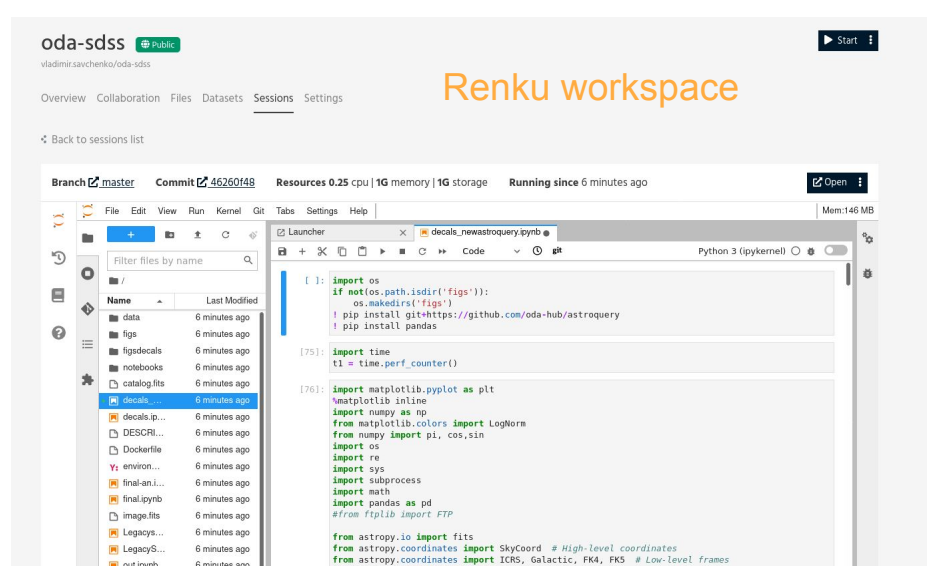 oda-sdss Public
Start
vladimir.savchenko/oda-sdss
Renku workspace
Overview Collaboration Files Datasets Sessions Settings
Back to sessions list
Branch master Commit 46260f48 Resources 0.25 cpu | 1G memory | 1G storage Running since 6 minutes ago Open
File Edit View Run Kernel Git Tabs Settings Help Mem:146 MB
+
Filter files by name
/
Name Last Modified
data 6 minutes ago
figs 6 minutes ago
figsdecals 6 minutes ago
notebooks 6 minutes ago
catalog.fits 6 minutes ago
decals_... 6 minutes ago
decals.ip... 6 minutes ago
DESCRI... 6 minutes ago
Dockerfile 6 minutes ago
Y: environ... 6 minutes ago
final-an.i... 6 minutes ago
final.ipynb 6 minutes ago
image.fits 6 minutes ago
Legacys... 6 minutes ago
LegacyS... 6 minutes ago
out.ipynb 6 minutes ago
Launcher × decals_newastroquery.ipynb
Code git Python 3 (ipykernel)
[ ]: import os
if not(os.path.isdir('figs')):
os.makedirs('figs')
! pip install git+https://github.com/oda-hub/astroquery
! pip install pandas
[75]: import time
t1 = time.perf_counter()
[76]: import matplotlib.pyplot as plt
%matplotlib inline
import numpy as np
from matplotlib.colors import LogNorm
from numpy import pi, cos,sin
import os
import re
import sys
import subprocess
import math
import pandas as pd
#from ftplib import FTP
from astropy.io import fits
from astropy.coordinates import SkyCoord # High-level coordinates
from astropy.coordinates import ICRS, Galactic, FK4, FK5 # Low-level frames